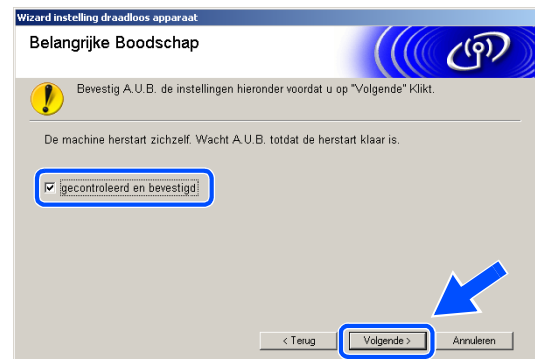 Wizard instelling draadloos apparaat
Belangrijke Boodschap
Bevestig A.U.B. de instellingen hieronder voordat u op "Volgende" Klikt.
De machine herstart zichzelf. Wacht A.U.B. totdat de herstart klaar is.
gecontroleerd en bevestigd
< Terug
Volgende >
Annuleren